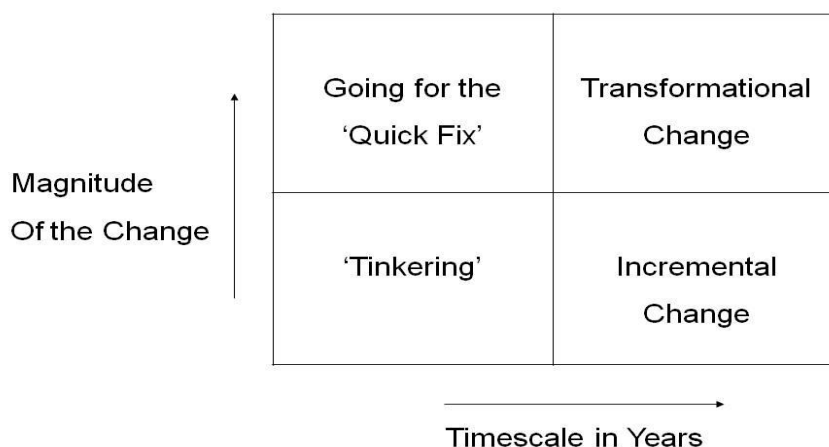 Going for the
‘Quick Fix’
Transformational
Change
Magnitude
Of the Change
‘Tinkering’
Incremental
Change
Timescale in Years